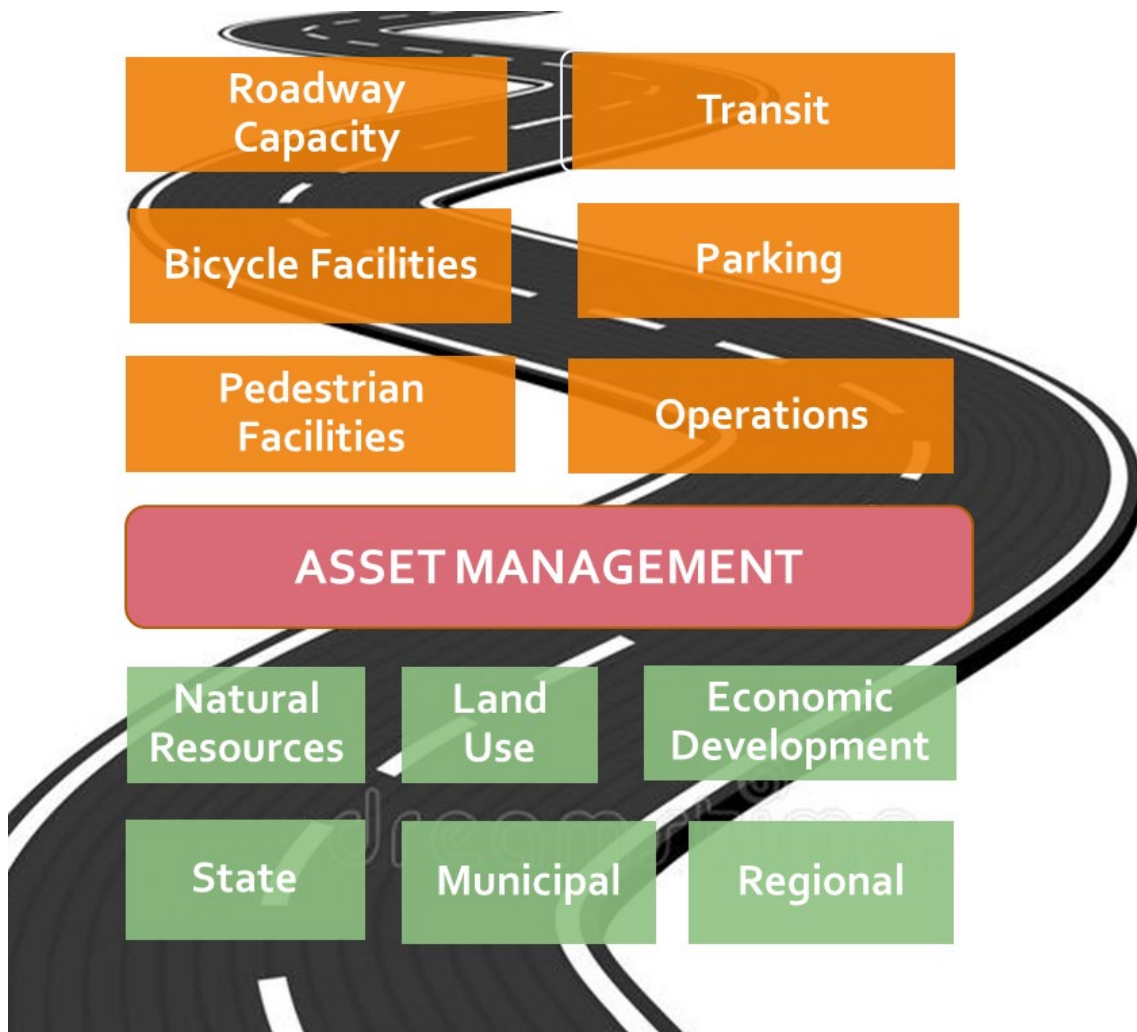 Roadway
Capacity
Transit
Bicycle Facilities
Parking
Pedestrian
Facilities
Operations
ASSET MANAGEMENT
Natural
Resources
Land
Use
Economic
Development
dreamstime
State
Municipal
Regional